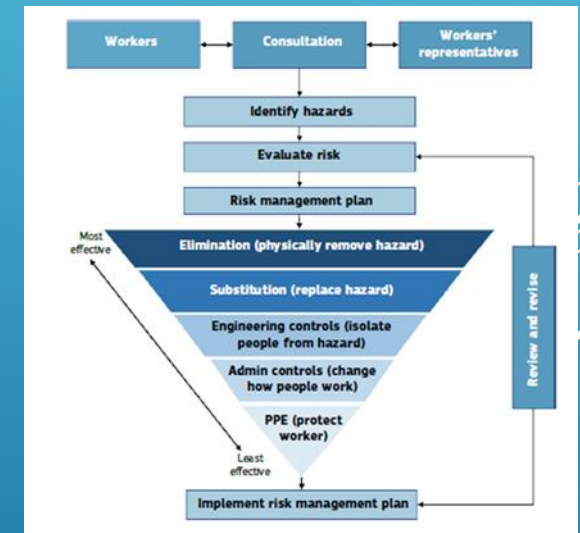 Workers
Consultation
Workers'
representatives
Identify hazards
Evaluate risk
Risk management plan
Most
effective
Elimination (physically remove hazard)
Substitution (replace hazard)
Engineering controls (isolate
people from hazard)
Admin controls (change
how people work)
PPE (protect
worker)
Least
effective
Review and revise
Implement risk management plan